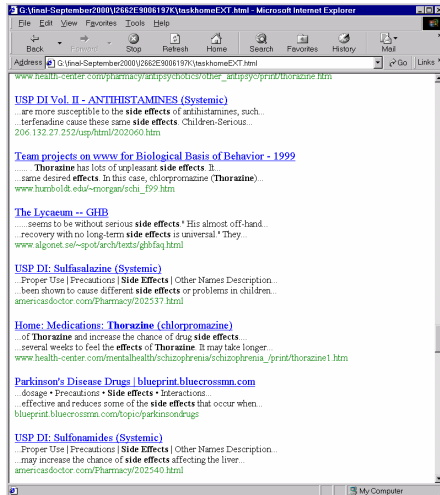 G:\final-September2000\I2662E9006197K\taskhomeEXT.html - Microsoft Internet Explorer
File Edit View Favorites Tools Help
Back Forward Stop Refresh Home Search Favorites History Mail
Address G:\final-September2000\I2662E9006197K\taskhomeEXT.html Go Links »
www.health-center.com/pharmacy/antipsychotics/other_antipsyc/print/thorazine.htm
USP DI Vol. II - ANTIHISTAMINES (Systemic)
...are more susceptible to the side effects of antihistamines, such...
...terfenadine cause these same side effects. Children-Serious...
206.132.27.252/usp/html/202060.htm
Team projects on www for Biological Basis of Behavior - 1999
...... . Thorazine has lots of unpleasant side effects. It...
...same desired effects. In this case, chlorpromazine (Thorazine)...
www.humboldt.edu/~morgan/schi_f99.htm
The Lycaeum -- GHB
......seems to be without serious side effects." His almost off-hand...
...recovery with no long-term side effects is universal." They...
www.algonet.se/~spot/arch/texts/ghbfaq.html
USP DI: Sulfasalazine (Systemic)
...Proper Use | Precautions | Side Effects | Other Names Description...
...been shown to cause different side effects or problems in children...
americasdoctor.com/Pharmacy/202537.html
Home: Medications: Thorazine (chlorpromazine)
...of Thorazine and increase the chance of drug side effects....
...several weeks to feel the effects of Thorazine. It may take longer...
www.health-center.com/mentalhealth/schizophrenia/schizophrenia_/print/thorazine1.htm
Parkinson's Disease Drugs | blueprint.bluecrossmn.com
...dosage • Precautions • Side effects • Interactions...
...effective and reduces some of the side effects that occur when...
blueprint.bluecrossmn.com/topic/parkinsondrugs
USP DI: Sulfonamides (Systemic)
...Proper Use | Precautions | Side Effects | Other Names Description...
...may increase the chance of side effects affecting the liver...
americasdoctor.com/Pharmacy/202540.html
My Computer